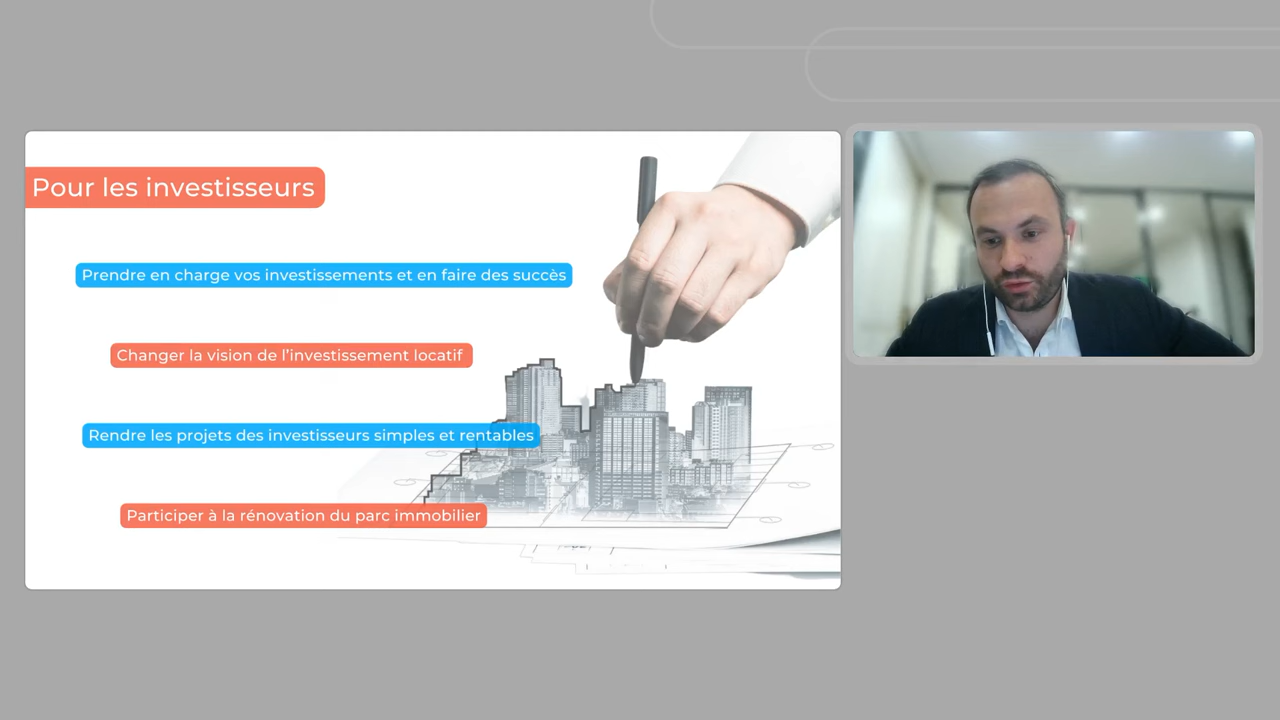 Pour les investisseurs
Prendre en charge vos investissements et en faire des succès
Changer la vision de l’investissement locatif
Rendre les projets des investisseurs simples et rentables
Participer à la rénovation du parc immobilier